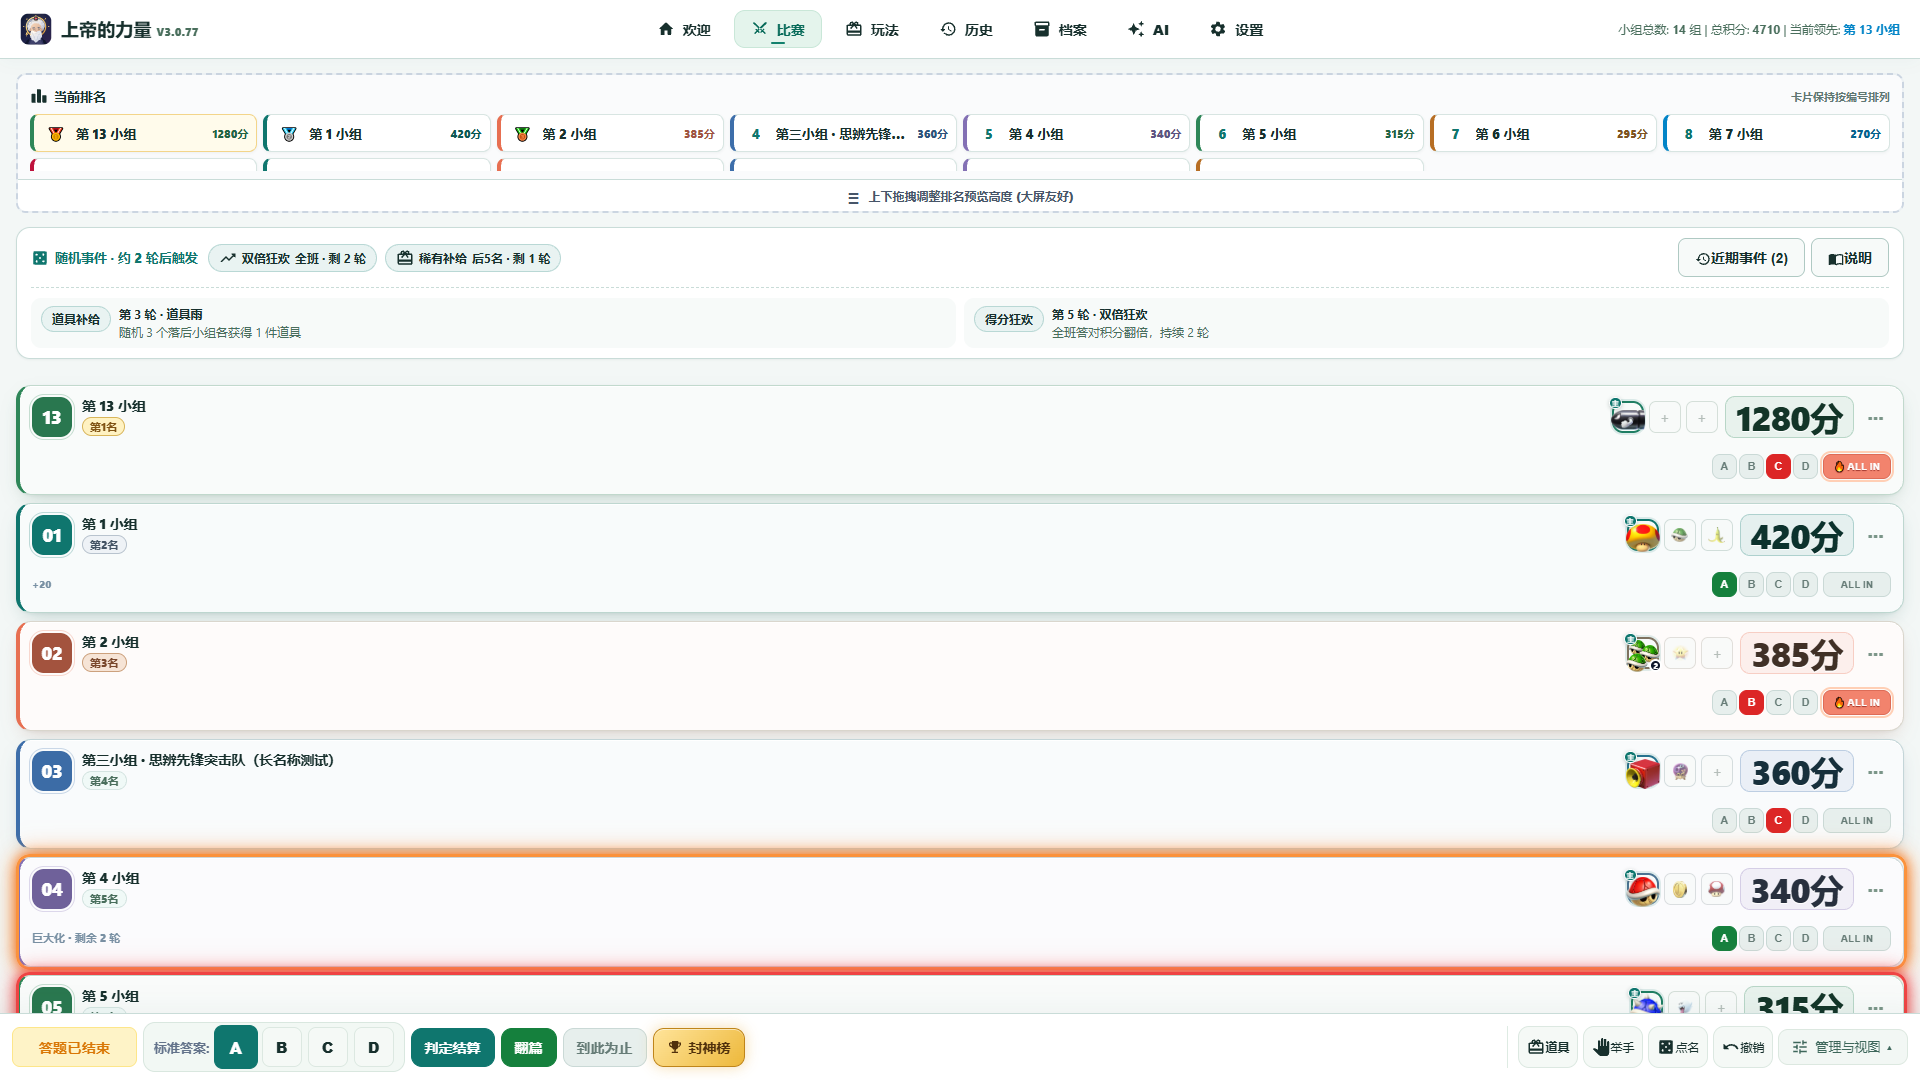 上帝的力量 V3.0.77
欢迎
比赛
玩法
历史
档案
AI
设置
小组总数: 14 组 | 总积分: 4710 | 当前领先: 第 13 小组
当前排名
卡片保持按编号排列
第 13 小组 1280分
第 1 小组 420分
第 2 小组 385分
4 第三小组 · 思辨先锋... 360分
5 第 4 小组 340分
6 第 5 小组 315分
7 第 6 小组 295分
8 第 7 小组 270分
上下拖拽调整排名预览高度 (大屏友好)
随机事件 · 约 2 轮后触发
双倍狂欢 全班 · 剩 2 轮
稀有补给 后5名 · 剩 1 轮
近期事件 (2)
说明
道具补给
第 3 轮 · 道具雨
随机 3 个落后小组各获得 1 件道具
得分狂欢
第 5 轮 · 双倍狂欢
全班答对积分翻倍，持续 2 轮
13
第 13 小组
第1名
+ +
1280分
A B C D ALL IN
01
第 1 小组
第2名
420分
+20
A B C D ALL IN
02
第 2 小组
第3名
2
+
385分
A B C D ALL IN
03
第三小组 · 思辨先锋突击队（长名称测试）
第4名
+
360分
A B C D ALL IN
04
第 4 小组
第5名
340分
巨大化 · 剩余 2 轮
A B C D ALL IN
05
第 5 小组
+
315分
答题已结束
标准答案: A B C D
判定结算
翻篇
到此为止
封神榜
道具
举手
点名
撤销
管理与视图